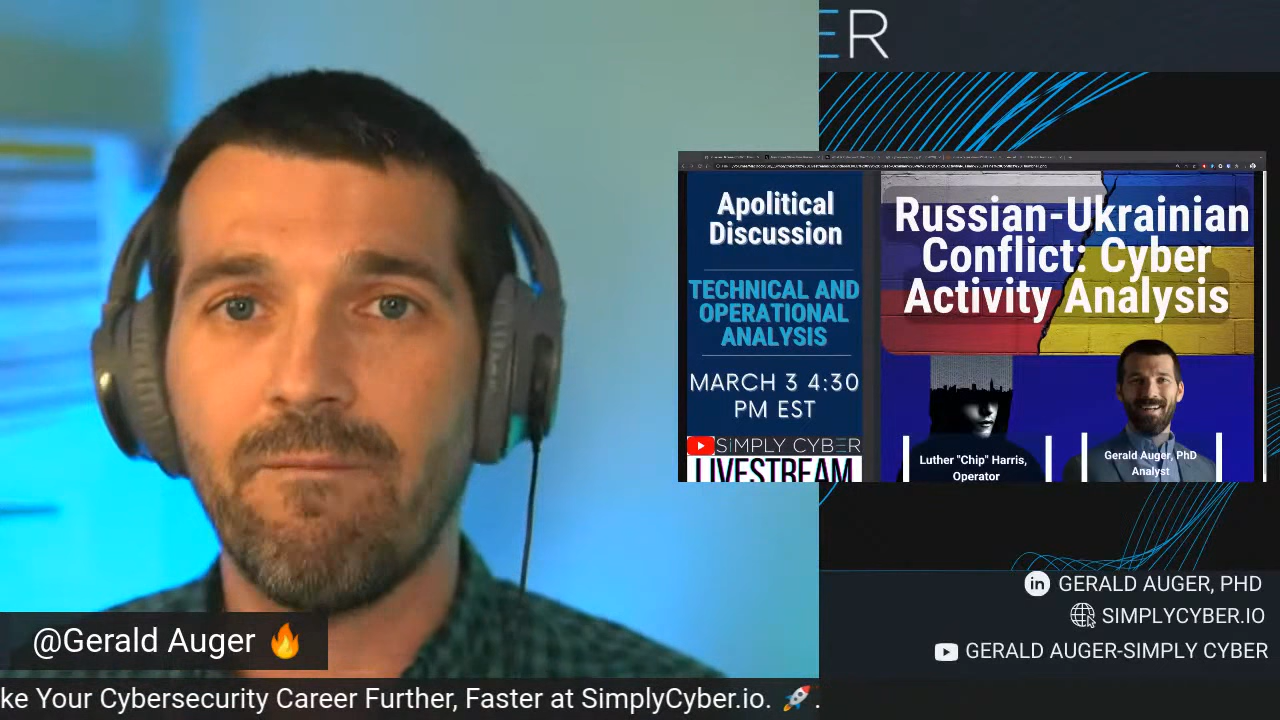 ER
Apolitical
Discussion
TECHNICAL AND
OPERATIONAL
ANALYSIS
MARCH 3 4:30
PM EST
SiMPLY CYBER
LIVESTREAM
Russian-Ukrainian
Conflict: Cyber
Activity Analysis
Luther "Chip" Harris,
Operator
Gerald Auger, PhD
Analyst
in GERALD AUGER, PHD
SIMPLYCYBER.IO
GERALD AUGER-SIMPLY CYBER
@Gerald Auger 🔥
ke Your Cybersecurity Career Further, Faster at SimplyCyber.io. 🚀.